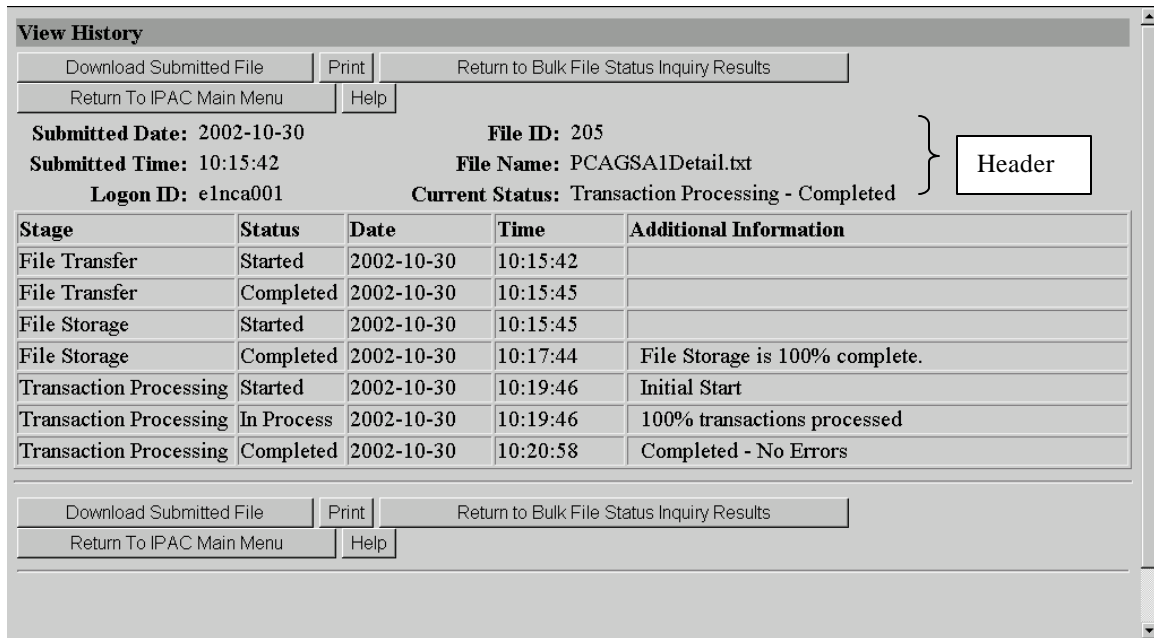 View History
Download Submitted File Print Return to Bulk File Status Inquiry Results
Return To IPAC Main Menu Help
Submitted Date: 2002-10-30 File ID: 205
Submitted Time: 10:15:42 File Name: PCAGSA1Detail.txt
Header
Logon ID: e1nca001 Current Status: Transaction Processing - Completed
Stage Status Date Time Additional Information
File Transfer Started 2002-10-30 10:15:42
File Transfer Completed 2002-10-30 10:15:45
File Storage Started 2002-10-30 10:15:45
File Storage Completed 2002-10-30 10:17:44 File Storage is 100% complete.
Transaction Processing Started 2002-10-30 10:19:46 Initial Start
Transaction Processing In Process 2002-10-30 10:19:46 100% transactions processed
Transaction Processing Completed 2002-10-30 10:20:58 Completed - No Errors
Download Submitted File Print Return to Bulk File Status Inquiry Results
Return To IPAC Main Menu Help